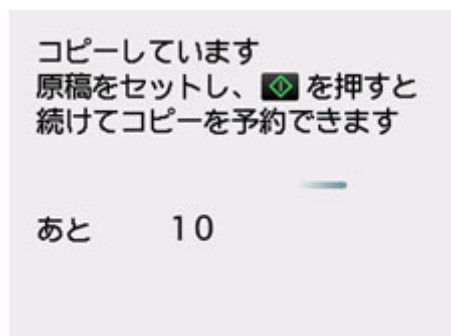 コピーしています
原稿をセットし、を押すと
続けてコピーを予約できます
あと 10